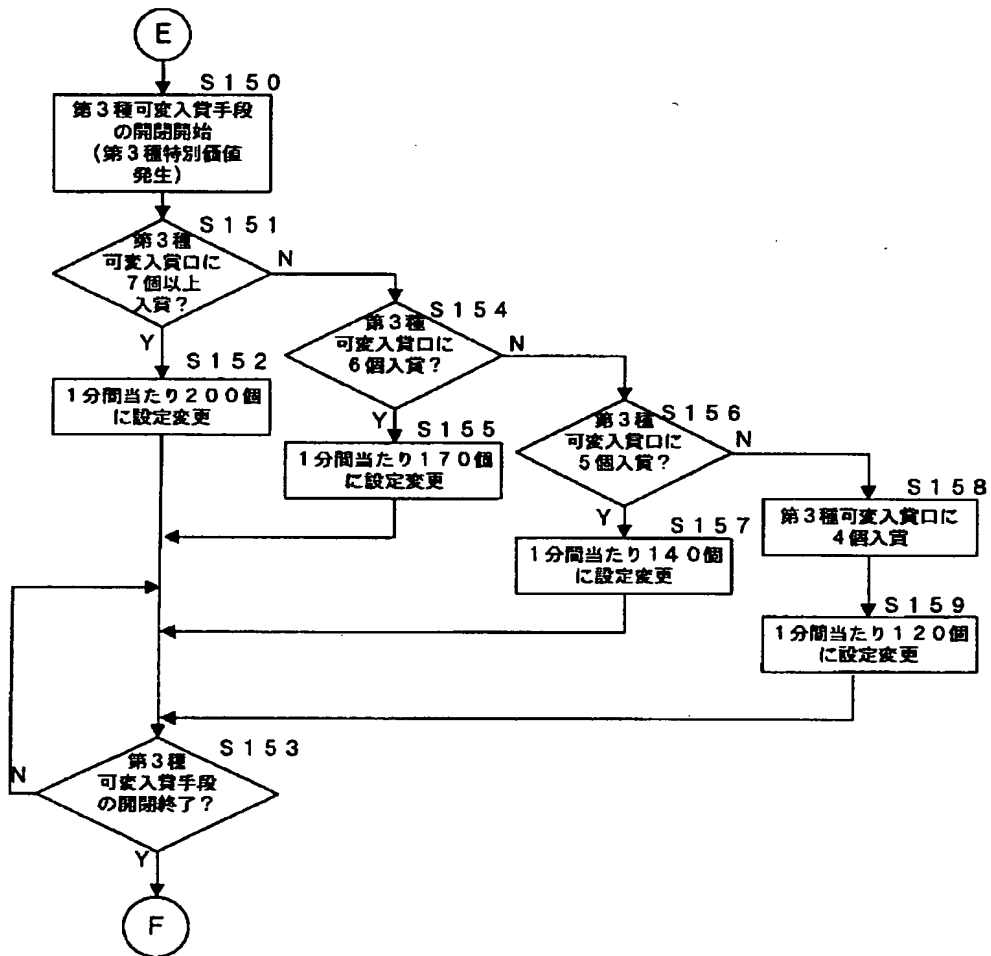 E
S150
第3種可変入賞手段
の開閉開始
(第3種特別価値
発生)
S151
第3種
可変入賞口に
7個以上
入賞?
N
Y
S152
1分間当たり200個
に設定変更
S154
第3種
可変入賞口に
6個入賞?
N
Y
S155
1分間当たり170個
に設定変更
S156
第3種
可変入賞口に
5個入賞?
N
Y
S157
1分間当たり140個
に設定変更
S158
第3種可変入賞口に
4個入賞
S159
1分間当たり120個
に設定変更
S153
第3種
可変入賞手段
の開閉終了?
N
Y
F